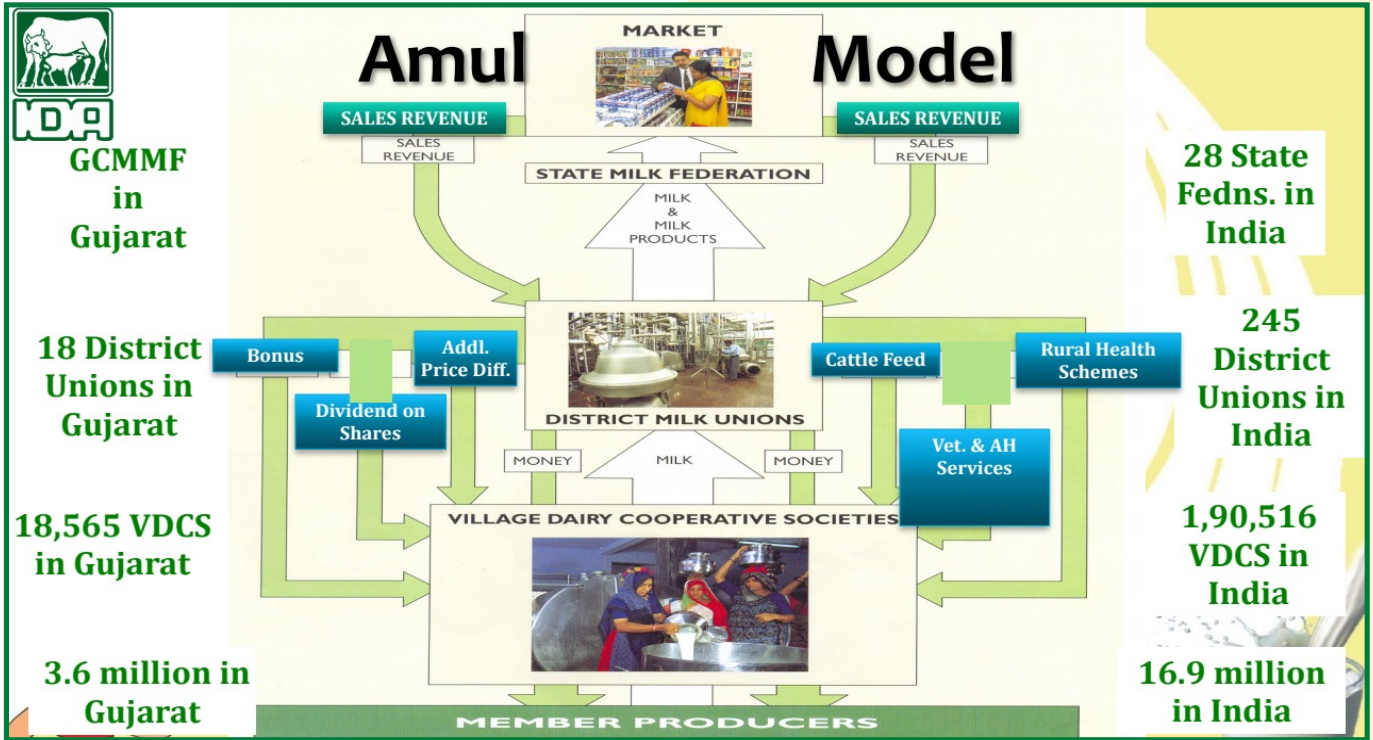 IDA
Amul Model
MARKET
SALES REVENUE
SALES REVENUE
SALES
REVENUE
SALES
REVENUE
GCMMF
in
Gujarat
STATE MILK FEDERATION
28 State
Fedns. in
India
MILK
&
MILK
PRODUCTS
18 District
Unions in
Gujarat
Bonus
Dividend on
Shares
Addl.
Price Diff.
DISTRICT MILK UNIONS
Cattle Feed
Vet. & AH
Services
Rural Health
Schemes
245
District
Unions in
India
MONEY
MILK
MONEY
18,565 VDCS
in Gujarat
VILLAGE DAIRY COOPERATIVE SOCIETIES
1,90,516
VDCS in
India
3.6 million in
Gujarat
MEMBER PRODUCERS
16.9 million
in India